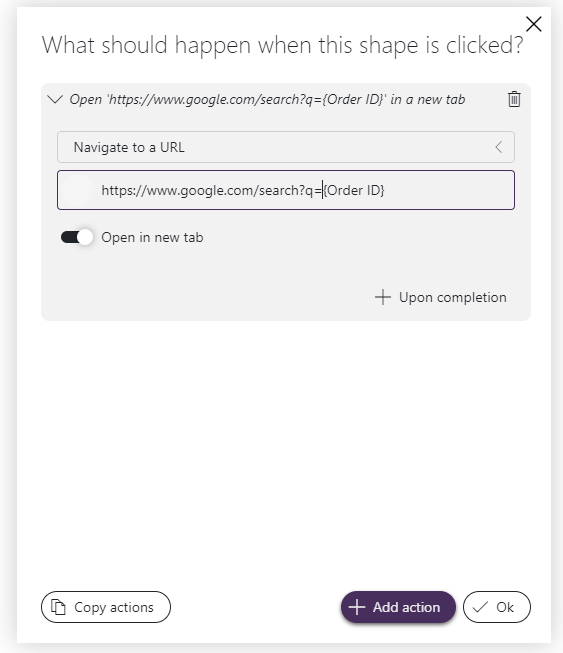 What should happen when this shape is clicked?
Open 'https://www.google.com/search?q={Order ID}' in a new tab
Navigate to a URL
https://www.google.com/search?q={Order ID}
Open in new tab
Upon completion
Copy actions
Add action
Ok